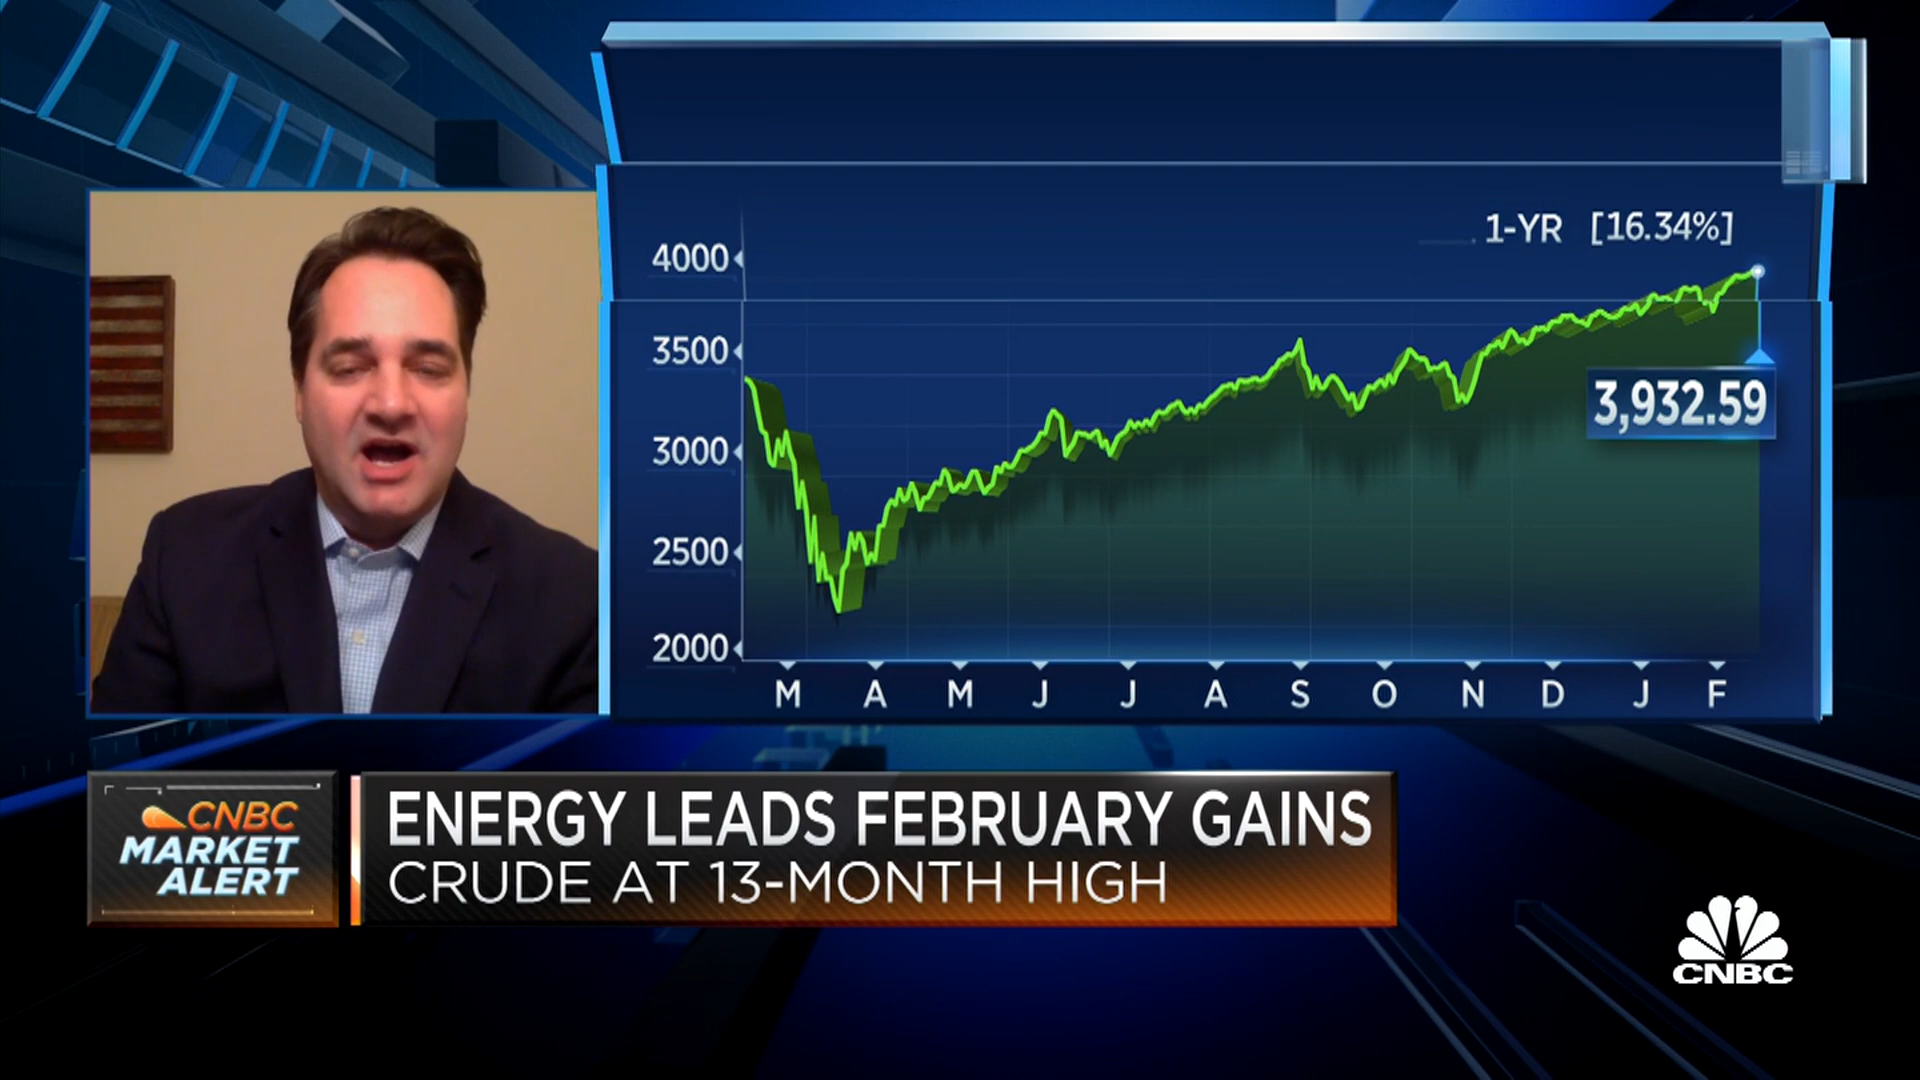 1-YR [16.34%]
4000
3500
3000
2500
2000
3,932.59
M A M J J A S O N D J F
CNBC
MARKET
ALERT
ENERGY LEADS FEBRUARY GAINS
CRUDE AT 13-MONTH HIGH
CNBC